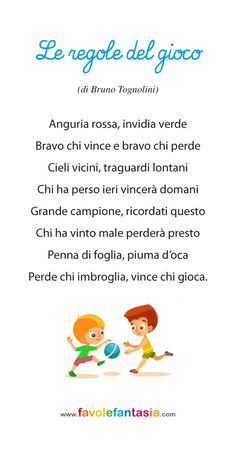 Le regole del gioco
(di Bruno Tognolini)
Anguria rossa, invidia verde
Bravo chi vince e bravo chi perde
Cieli vicini, traguardi lontani
Chi ha perso ieri vincerà domani
Grande campione, ricordati questo
Chi ha vinto male perderà presto
Penna di foglia, piuma d'oca
Perde chi imbroglia, vince chi gioca.
www.favolefantasia.com